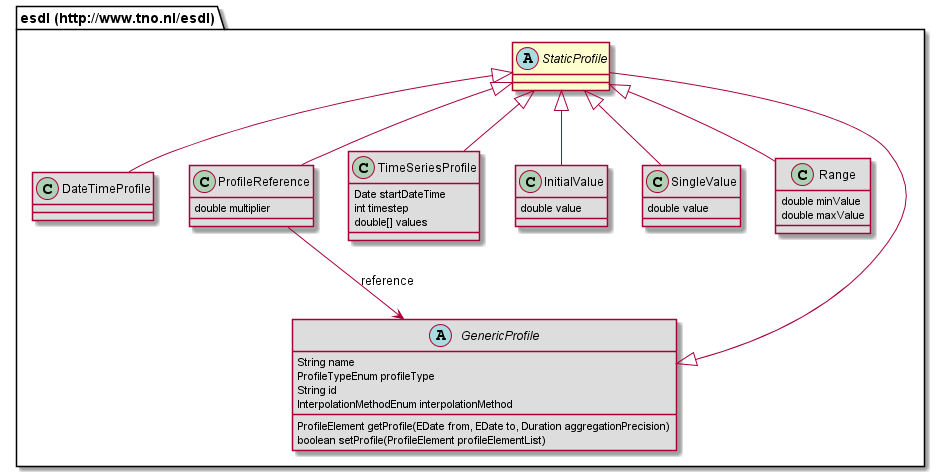 esdl (http://www.tno.nl/esdl)
A StaticProfile
C DateTimeProfile
C ProfileReference
double multiplier
C TimeSeriesProfile
Date startDateTime
int timestep
double[] values
C InitialValue
double value
C SingleValue
double value
C Range
double minValue
double maxValue
reference
A GenericProfile
String name
ProfileTypeEnum profileType
String id
InterpolationMethodEnum interpolationMethod
ProfileElement getProfile(EDate from, EDate to, Duration aggregationPrecision)
boolean setProfile(ProfileElement profileElementList)